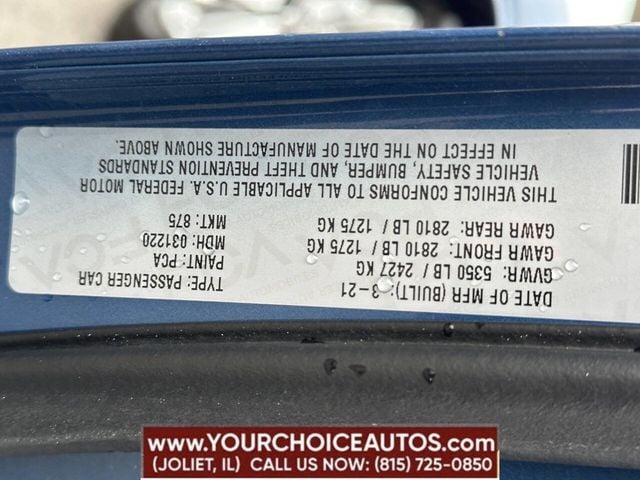 DATE OF MFR (BUILT): 3-21
GVWR: 5350 LB / 2427 KG
GAWR FRONT: 2810 LB / 1275 KG
GAWR REAR: 2810 LB / 1275 KG
TYPE: PASSENGER CAR
PAINT: PCA
MDH: 031220
MKT: 875
THIS VEHICLE CONFORMS TO ALL APPLICABLE U.S.A. FEDERAL MOTOR
VEHICLE SAFETY, BUMPER, AND THEFT PREVENTION STANDARDS
IN EFFECT ON THE DATE OF MANUFACTURE SHOWN ABOVE.
WWW.YOURCHOICEAUTOS.COM
(JOLIET, IL) CALL US NOW: (815) 725-0850